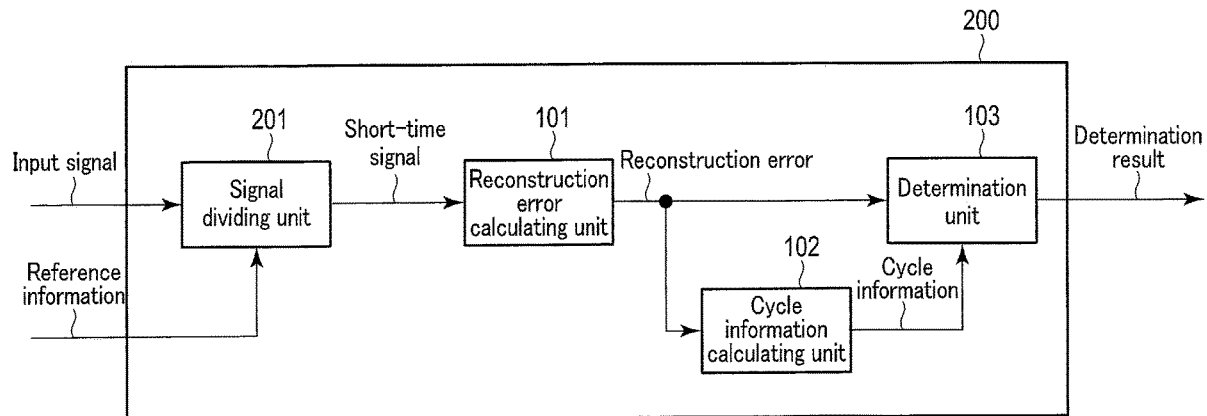 200
201
Short-time
signal
101
103
Determination
result
Input signal
Signal
dividing unit
Reconstruction
error
calculating unit
Reconstruction error
Determination
unit
Reference
information
102
Cycle
information
Cycle
information
calculating unit